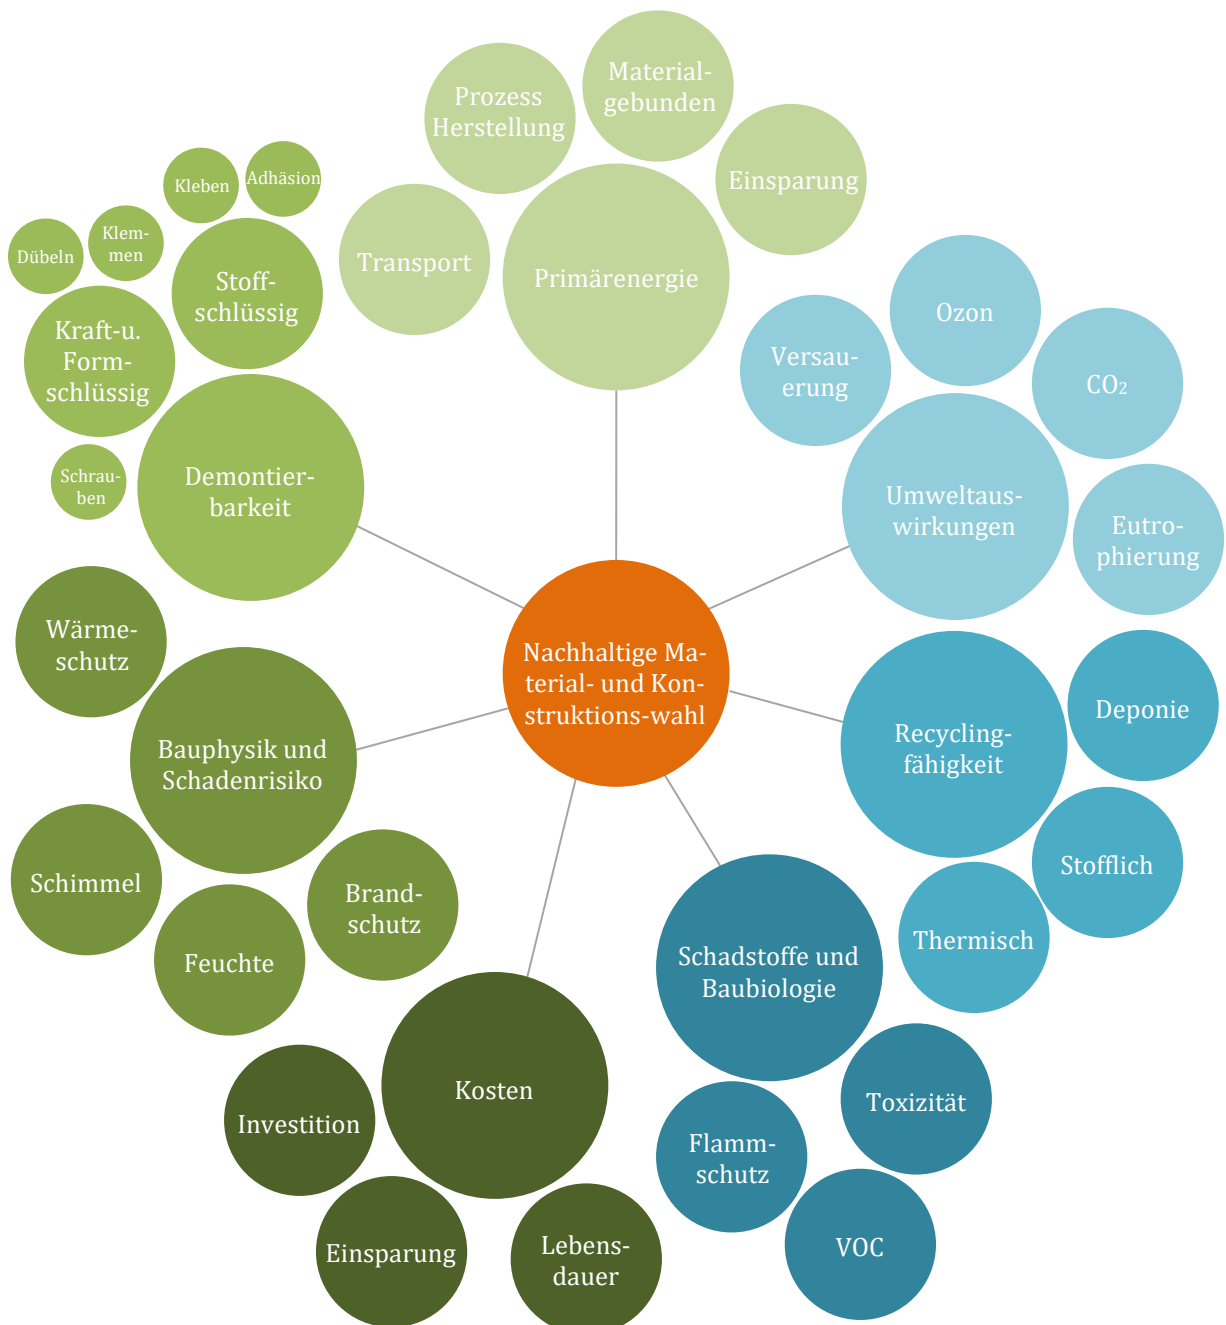 Material-
gebunden
Prozess
Herstellung
Einsparung
Transport
Primärenergie
Kleben
Adhäsion
Klem-
men
Dübeln
Stoff-
schlüssig
Kraft-u.
Form-
schlüssig
Schrau-
ben
Demontier-
barkeit
Ozon
Versau-
erung
CO₂
Umweltaus-
wirkungen
Eutro-
phierung
Nachhaltige Ma-
terial- und Kon-
struktions-wahl
Wärme-
schutz
Bauphysik und
Schadenrisiko
Schimmel
Feuchte
Brand-
schutz
Recycling-
fähigkeit
Deponie
Stofflich
Thermisch
Schadstoffe und
Baubiologie
Toxizität
Flamm-
schutz
VOC
Kosten
Investition
Einsparung
Lebens-
dauer